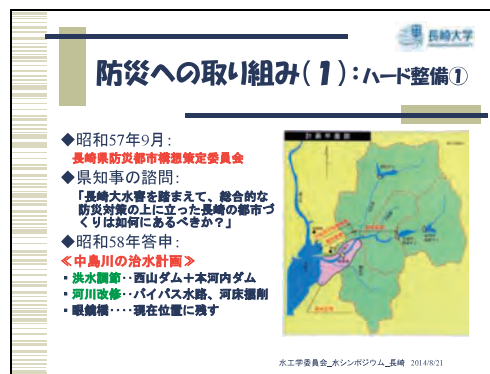 長崎大学
防災への取り組み(1):ハード整備①
◆昭和57年9月:
長崎県防災都市構想策定委員会
◆県知事の諮問:
「長崎大水害を踏まえて、総合的な
防災対策の上に立った長崎の都市づ
くりは如何にあるべきか?」
◆昭和58年答申:
≪中島川の治水計画≫
・洪水調節‥西山ダム+本河内ダム
・河川改修‥バイパス水路、河床掘削
・眼鏡橋‥‥現在位置に残す
計画平面図
水工学委員会_水シンポジウム_長崎 2014/8/21